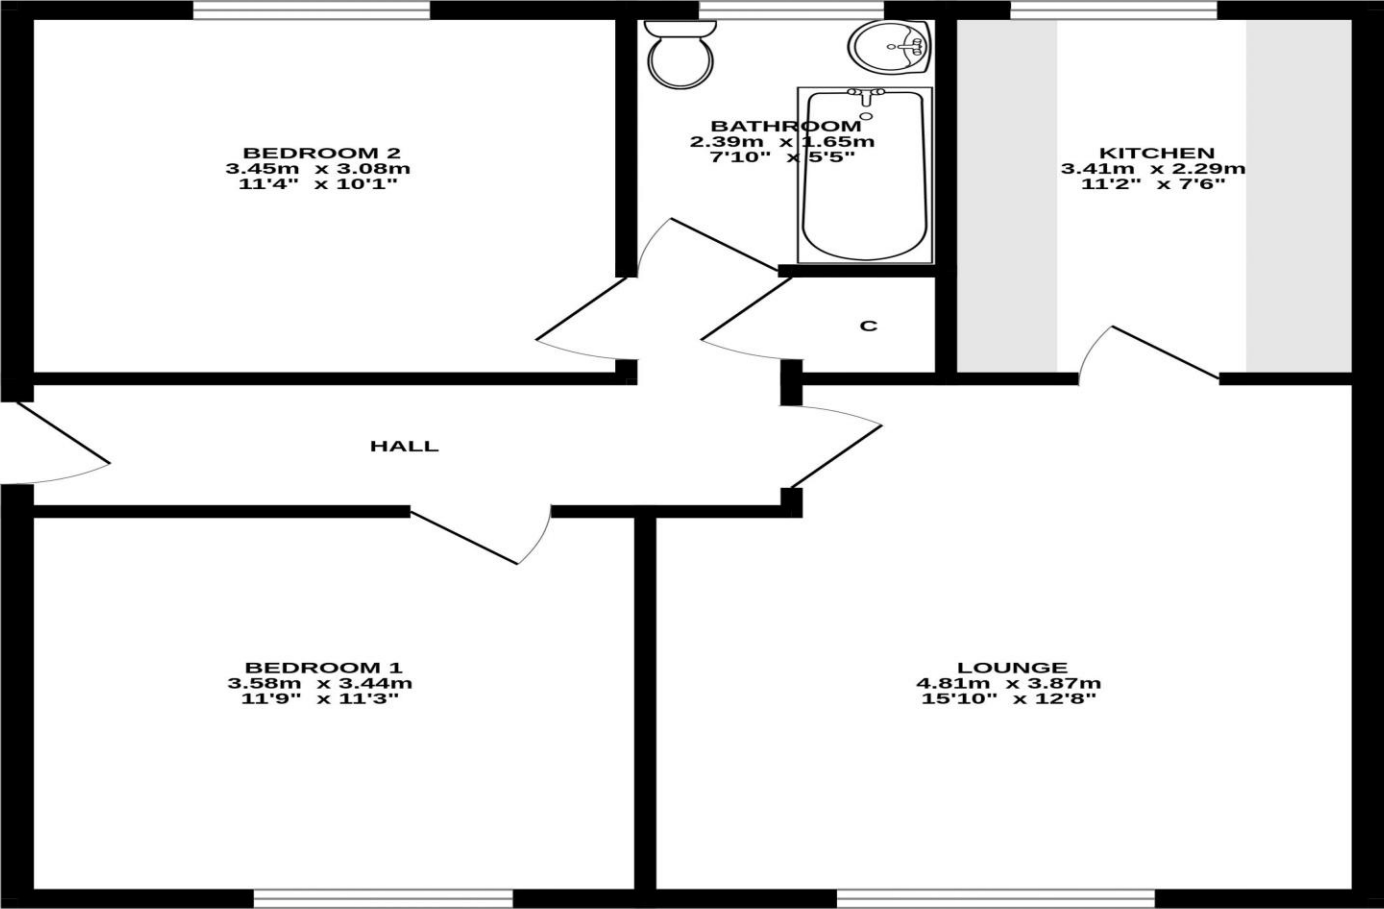 BEDROOM 2
3.45m x 3.08m
11'4" x 10'1"
BATHROOM
2.39m x 1.65m
7'10" x 5'5"
KITCHEN
3.41m x 2.29m
11'2" x 7'6"
C
HALL
BEDROOM 1
3.58m x 3.44m
11'9" x 11'3"
LOUNGE
4.81m x 3.87m
15'10" x 12'8"